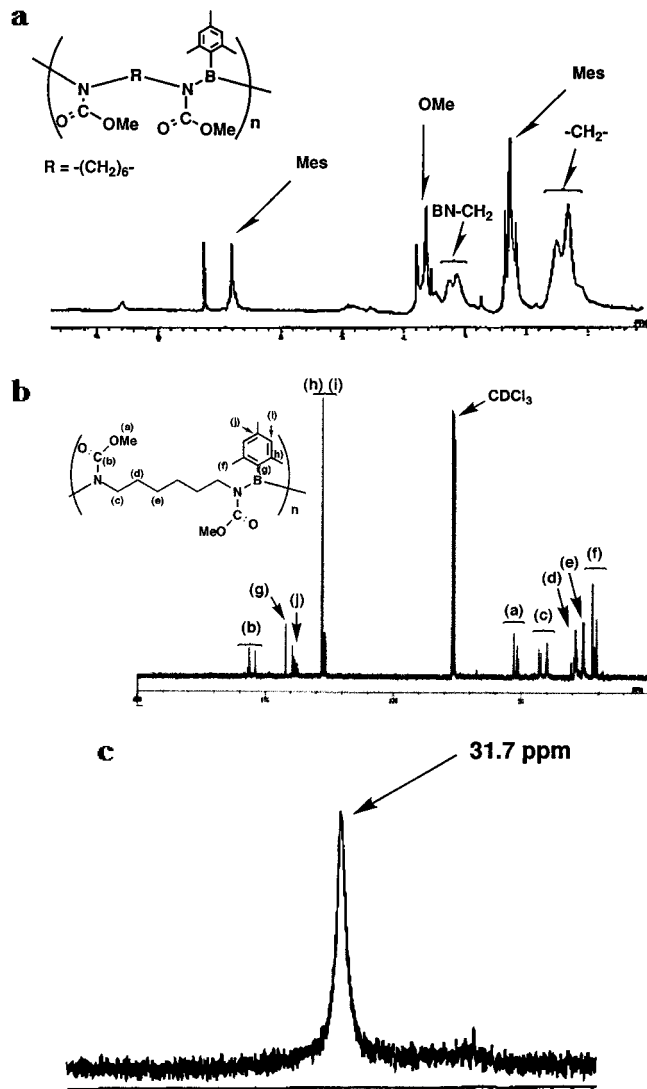 a
B
R
N
N
C
O
OMe
C
O
OMe
n
R = -(CH2)6-
Mes
OMe
BN-CH2
Mes
-CH2-
b
(a)
OMe
O
C
(b)
N
(d)
(c)
(e)
(j)
(i)
(f)
(h)
(g)
B
N
MeO
C
O
n
(h) (i)
CDCl3
(g)
(j)
(b)
(a)
(c)
(d)
(e)
(f)
c
31.7 ppm